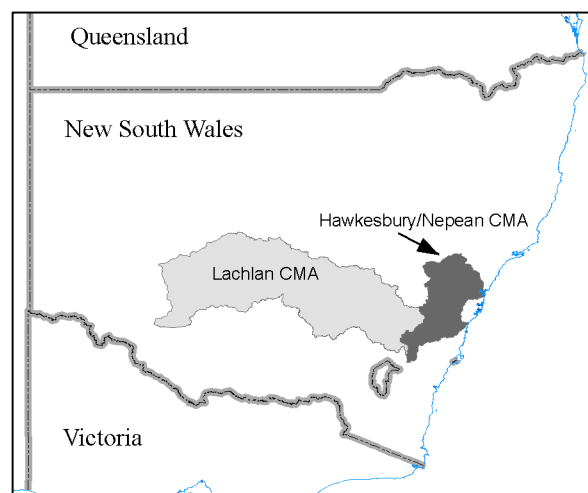 Queensland
New South Wales
Hawkesbury/Nepean CMA
Lachlan CMA
Victoria